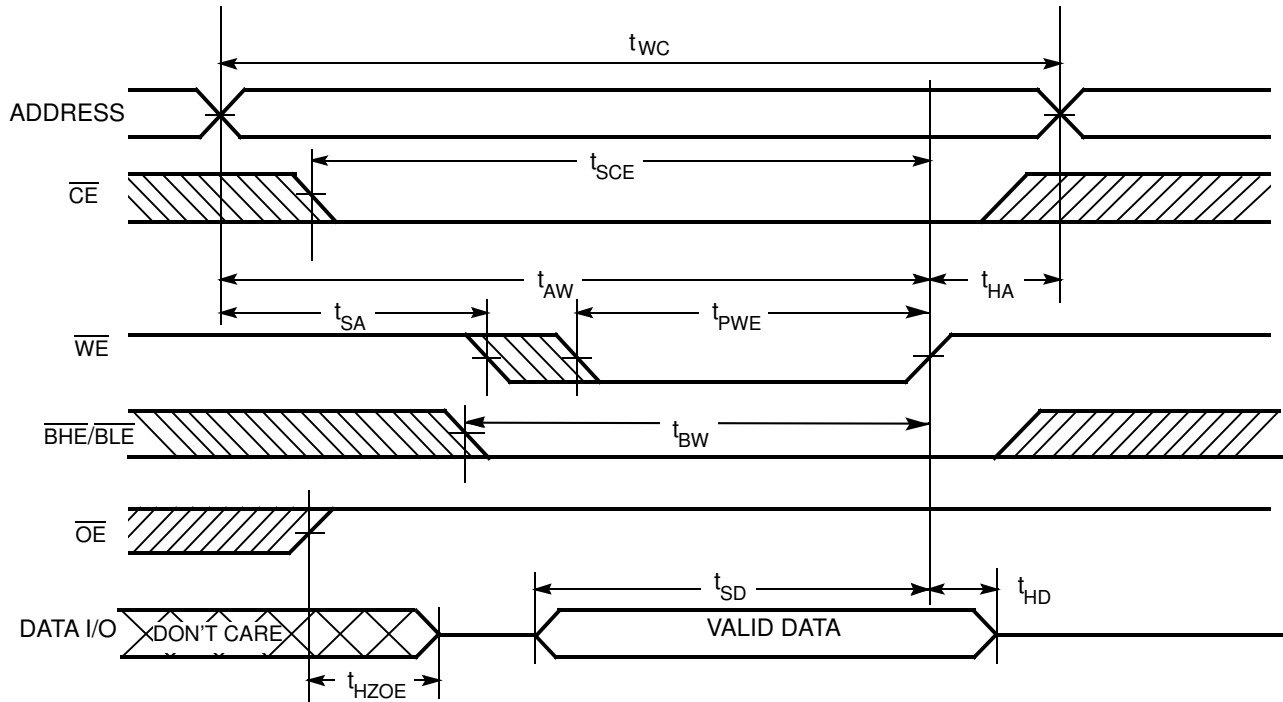 tWC
ADDRESS
tSCE
CE
tAW
tHA
tSA
tPWE
WE
BHE/BLE
tBW
OE
tSD
tHD
DATA I/O
DON'T CARE
VALID DATA
tHZOE